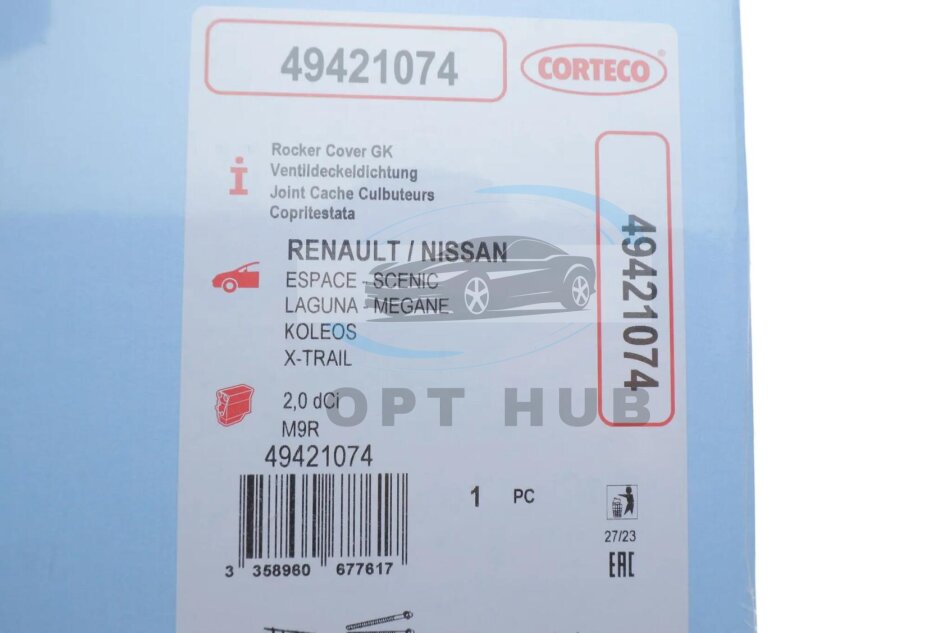 49421074
CORTECO®
Rocker Cover GK
Ventildeckeldichtung
Joint Cache Culbuteurs
Copritestata
RENAULT / NISSAN
ESPACE - SCENIC
LAGUNA - MEGANE
KOLEOS
X-TRAIL
49421074
2,0 dCi
M9R
OPT HUB
49421074
1 PC
27/23
EAC
3 358960 677617